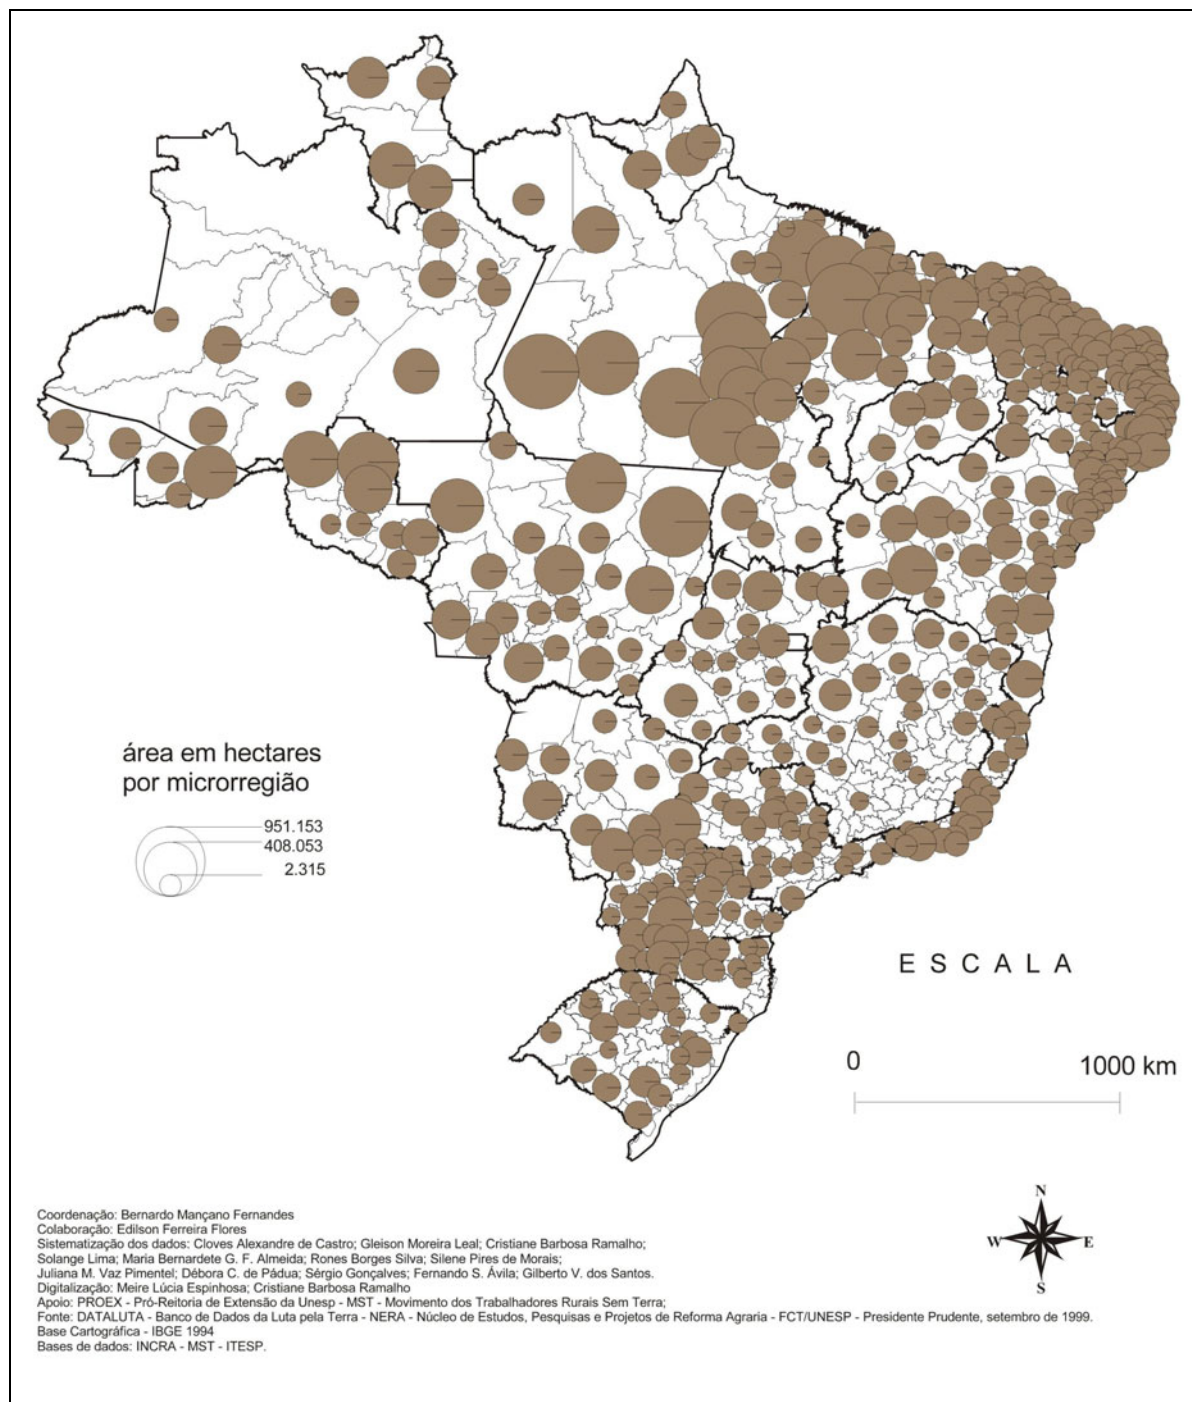 área em hectares
por microrregião
951.153
408.053
2.315
E S C A L A
0
1000 km
N
W
E
S
Coordenação: Bernardo Mançano Fernandes
Colaboração: Edilson Ferreira Flores
Sistematização dos dados: Cloves Alexandre de Castro; Gleison Moreira Leal; Cristiane Barbosa Ramalho;
Solange Lima; Maria Bernardete G. F. Almeida; Rones Borges Silva; Silene Pires de Morais;
Juliana M. Vaz Pimentel; Débora C. de Pádua; Sérgio Gonçalves; Fernando S. Ávila; Gilberto V. dos Santos.
Digitalização: Meire Lúcia Espinhosa; Cristiane Barbosa Ramalho
Apoio: PROEX - Pró-Reitoria de Extensão da Unesp - MST - Movimento dos Trabalhadores Rurais Sem Terra;
Fonte: DATALUTA - Banco de Dados da Luta pela Terra - NERA - Núcleo de Estudos, Pesquisas e Projetos de Reforma Agraria - FCT/UNESP - Presidente Prudente, setembro de 1999.
Base Cartográfica - IBGE 1994
Bases de dados: INCRA - MST - ITESP.